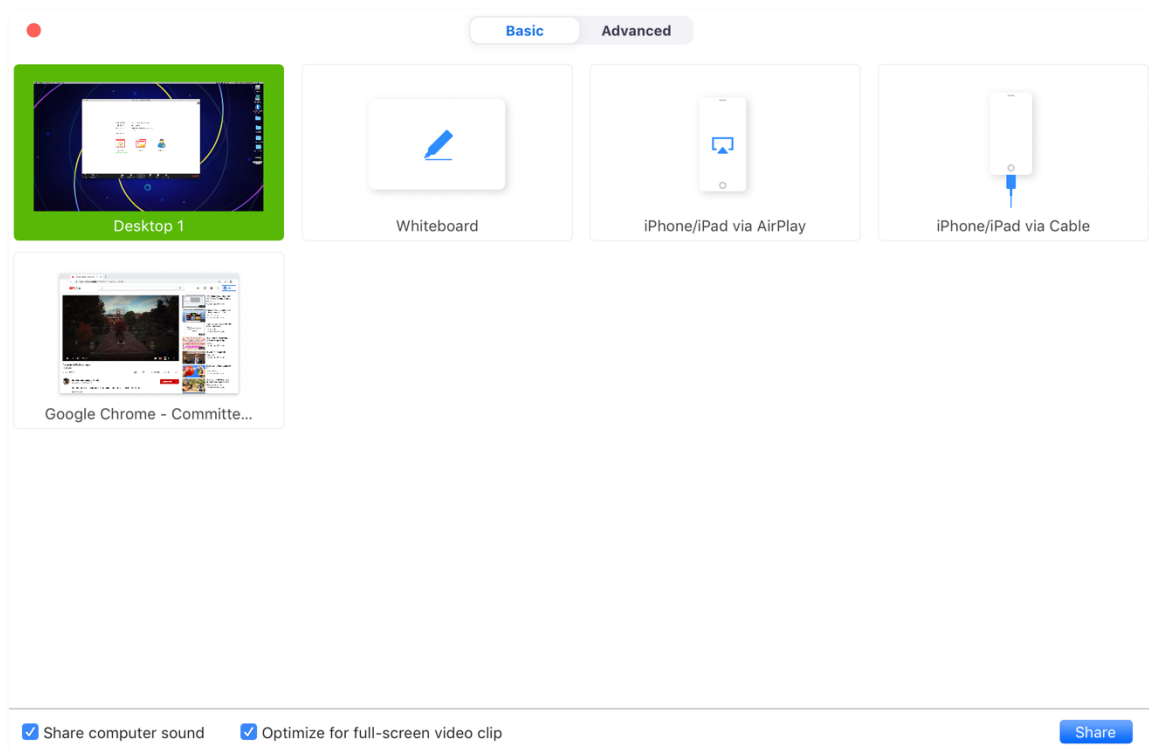 Basic
Advanced
Desktop 1
Whiteboard
iPhone/iPad via AirPlay
iPhone/iPad via Cable
Google Chrome - Committe...
Share computer sound
Optimize for full-screen video clip
Share